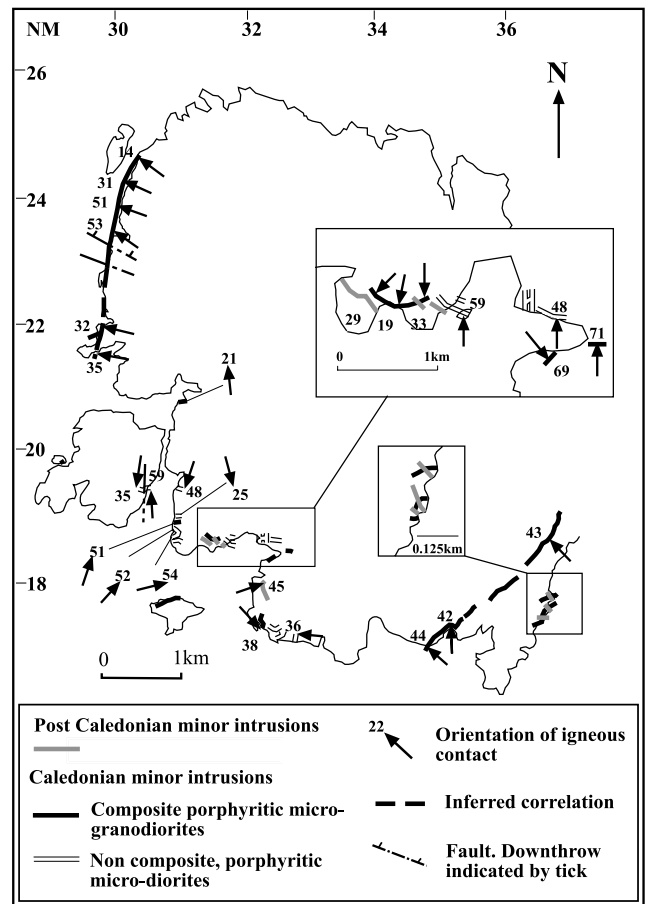 NM 30 32 34 36
26
N
14
24
31
51
53
59
48
29 19 33
22
32
71
0 1km
69
35
21
20
59
35 48 25
0.125km
43
51
18
52 54
45
42
36
0 1km
38
44
Post Caledonian minor intrusions
Caledonian minor intrusions
Composite porphyritic micro-
granodiorites
Non composite, porphyritic
micro-diorites
22
Orientation of igneous
contact
Inferred correlation
Fault. Downthrow
indicated by tick